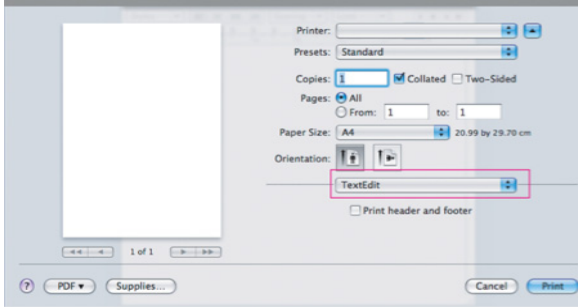 Printer:
Presets: Standard
Copies: 1 Collated Two-Sided
Pages: All
From: 1 to: 1
Paper Size: A4 20.99 by 29.70 cm
Orientation:
TextEdit
Print header and footer
1 of 1
? PDF Supplies... Cancel Print